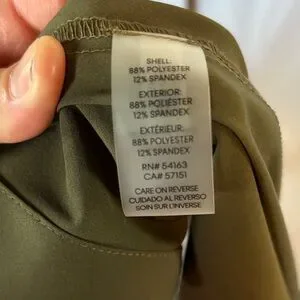 SHELL:
88% POLYESTER
12% SPANDEX
EXTERIOR:
88% POLIÉSTER
12% SPANDEX
EXTÉRIEUR:
88% POLYESTER
12% SPANDEX
RN# 54163
CA# 57151
CARE ON REVERSE
CUIDADO AL REVERSO
SOIN SUR L'INVERSE